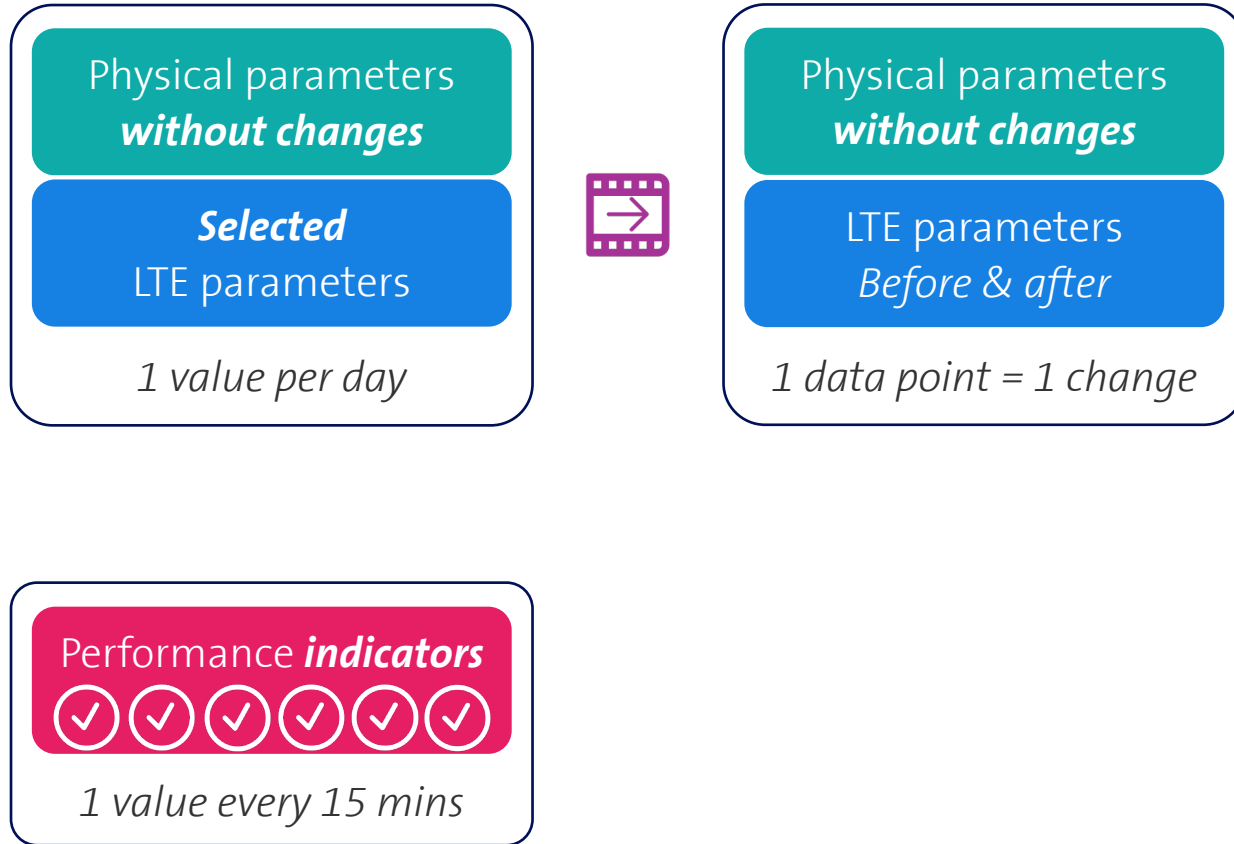 Physical parameters
without changes
Selected
LTE parameters
1 value per day
Physical parameters
without changes
LTE parameters
Before & after
1 data point = 1 change
Performance indicators
1 value every 15 mins